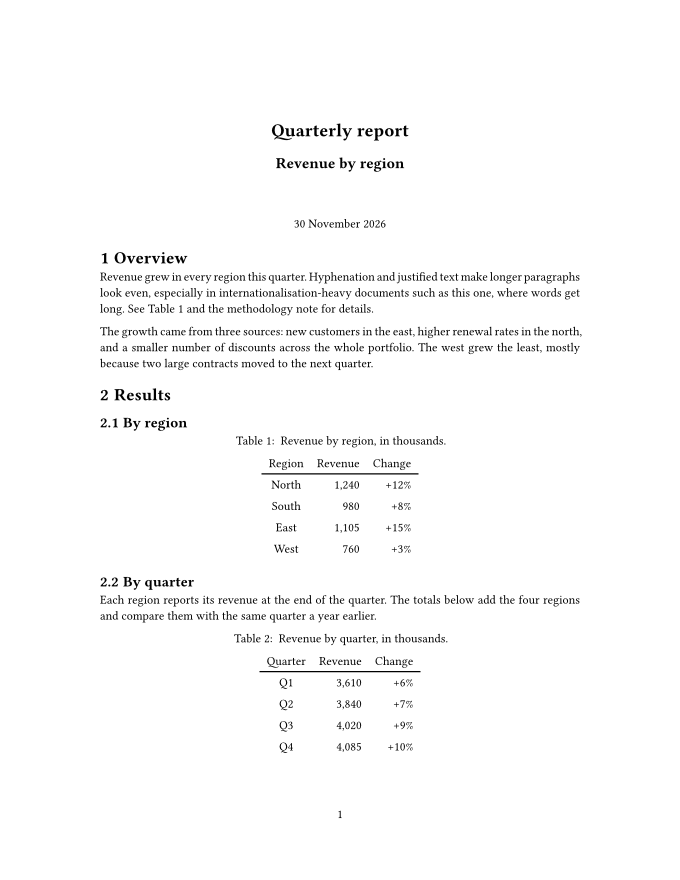 Quarterly report
Revenue by region
30 November 2026
1 Overview
Revenue grew in every region this quarter. Hyphenation and justified text make longer paragraphs
look even, especially in internationalisation-heavy documents such as this one, where words get
long. See Table 1 and the methodology note for details.
The growth came from three sources: new customers in the east, higher renewal rates in the north,
and a smaller number of discounts across the whole portfolio. The west grew the least, mostly
because two large contracts moved to the next quarter.
2 Results
2.1 By region
Table 1: Revenue by region, in thousands.
Region Revenue Change
North 1,240 +12%
South 980 +8%
East 1,105 +15%
West 760 +3%
2.2 By quarter
Each region reports its revenue at the end of the quarter. The totals below add the four regions
and compare them with the same quarter a year earlier.
Table 2: Revenue by quarter, in thousands.
Quarter Revenue Change
Q1 3,610 +6%
Q2 3,840 +7%
Q3 4,020 +9%
Q4 4,085 +10%
1